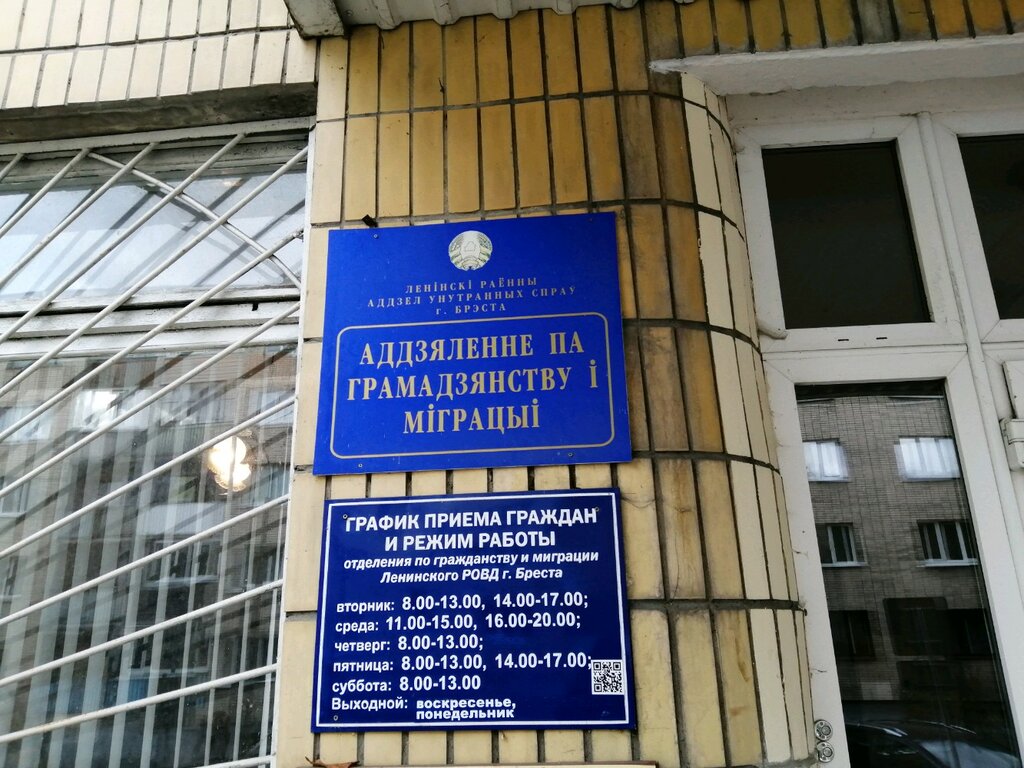 ЛЕНІНСКІ РАЁННЫ
АДДЗЕЛ УНУТРАННЫХ СПРАЎ
Г. БРЭСТА
АДДЗЯЛЕННЕ ПА
ГРАМАДЗЯНСТВУ І
МІГРАЦЫІ
ГРАФИК ПРИЕМА ГРАЖДАН
И РЕЖИМ РАБОТЫ
отделения по гражданству и миграции
Ленинского РОВД г. Бреста
вторник: 8.00-13.00, 14.00-17.00;
среда: 11.00-15.00, 16.00-20.00;
четверг: 8.00-13.00;
пятница: 8.00-13.00, 14.00-17.00;
суббота: 8.00-13.00
Выходной: воскресенье,
понедельник